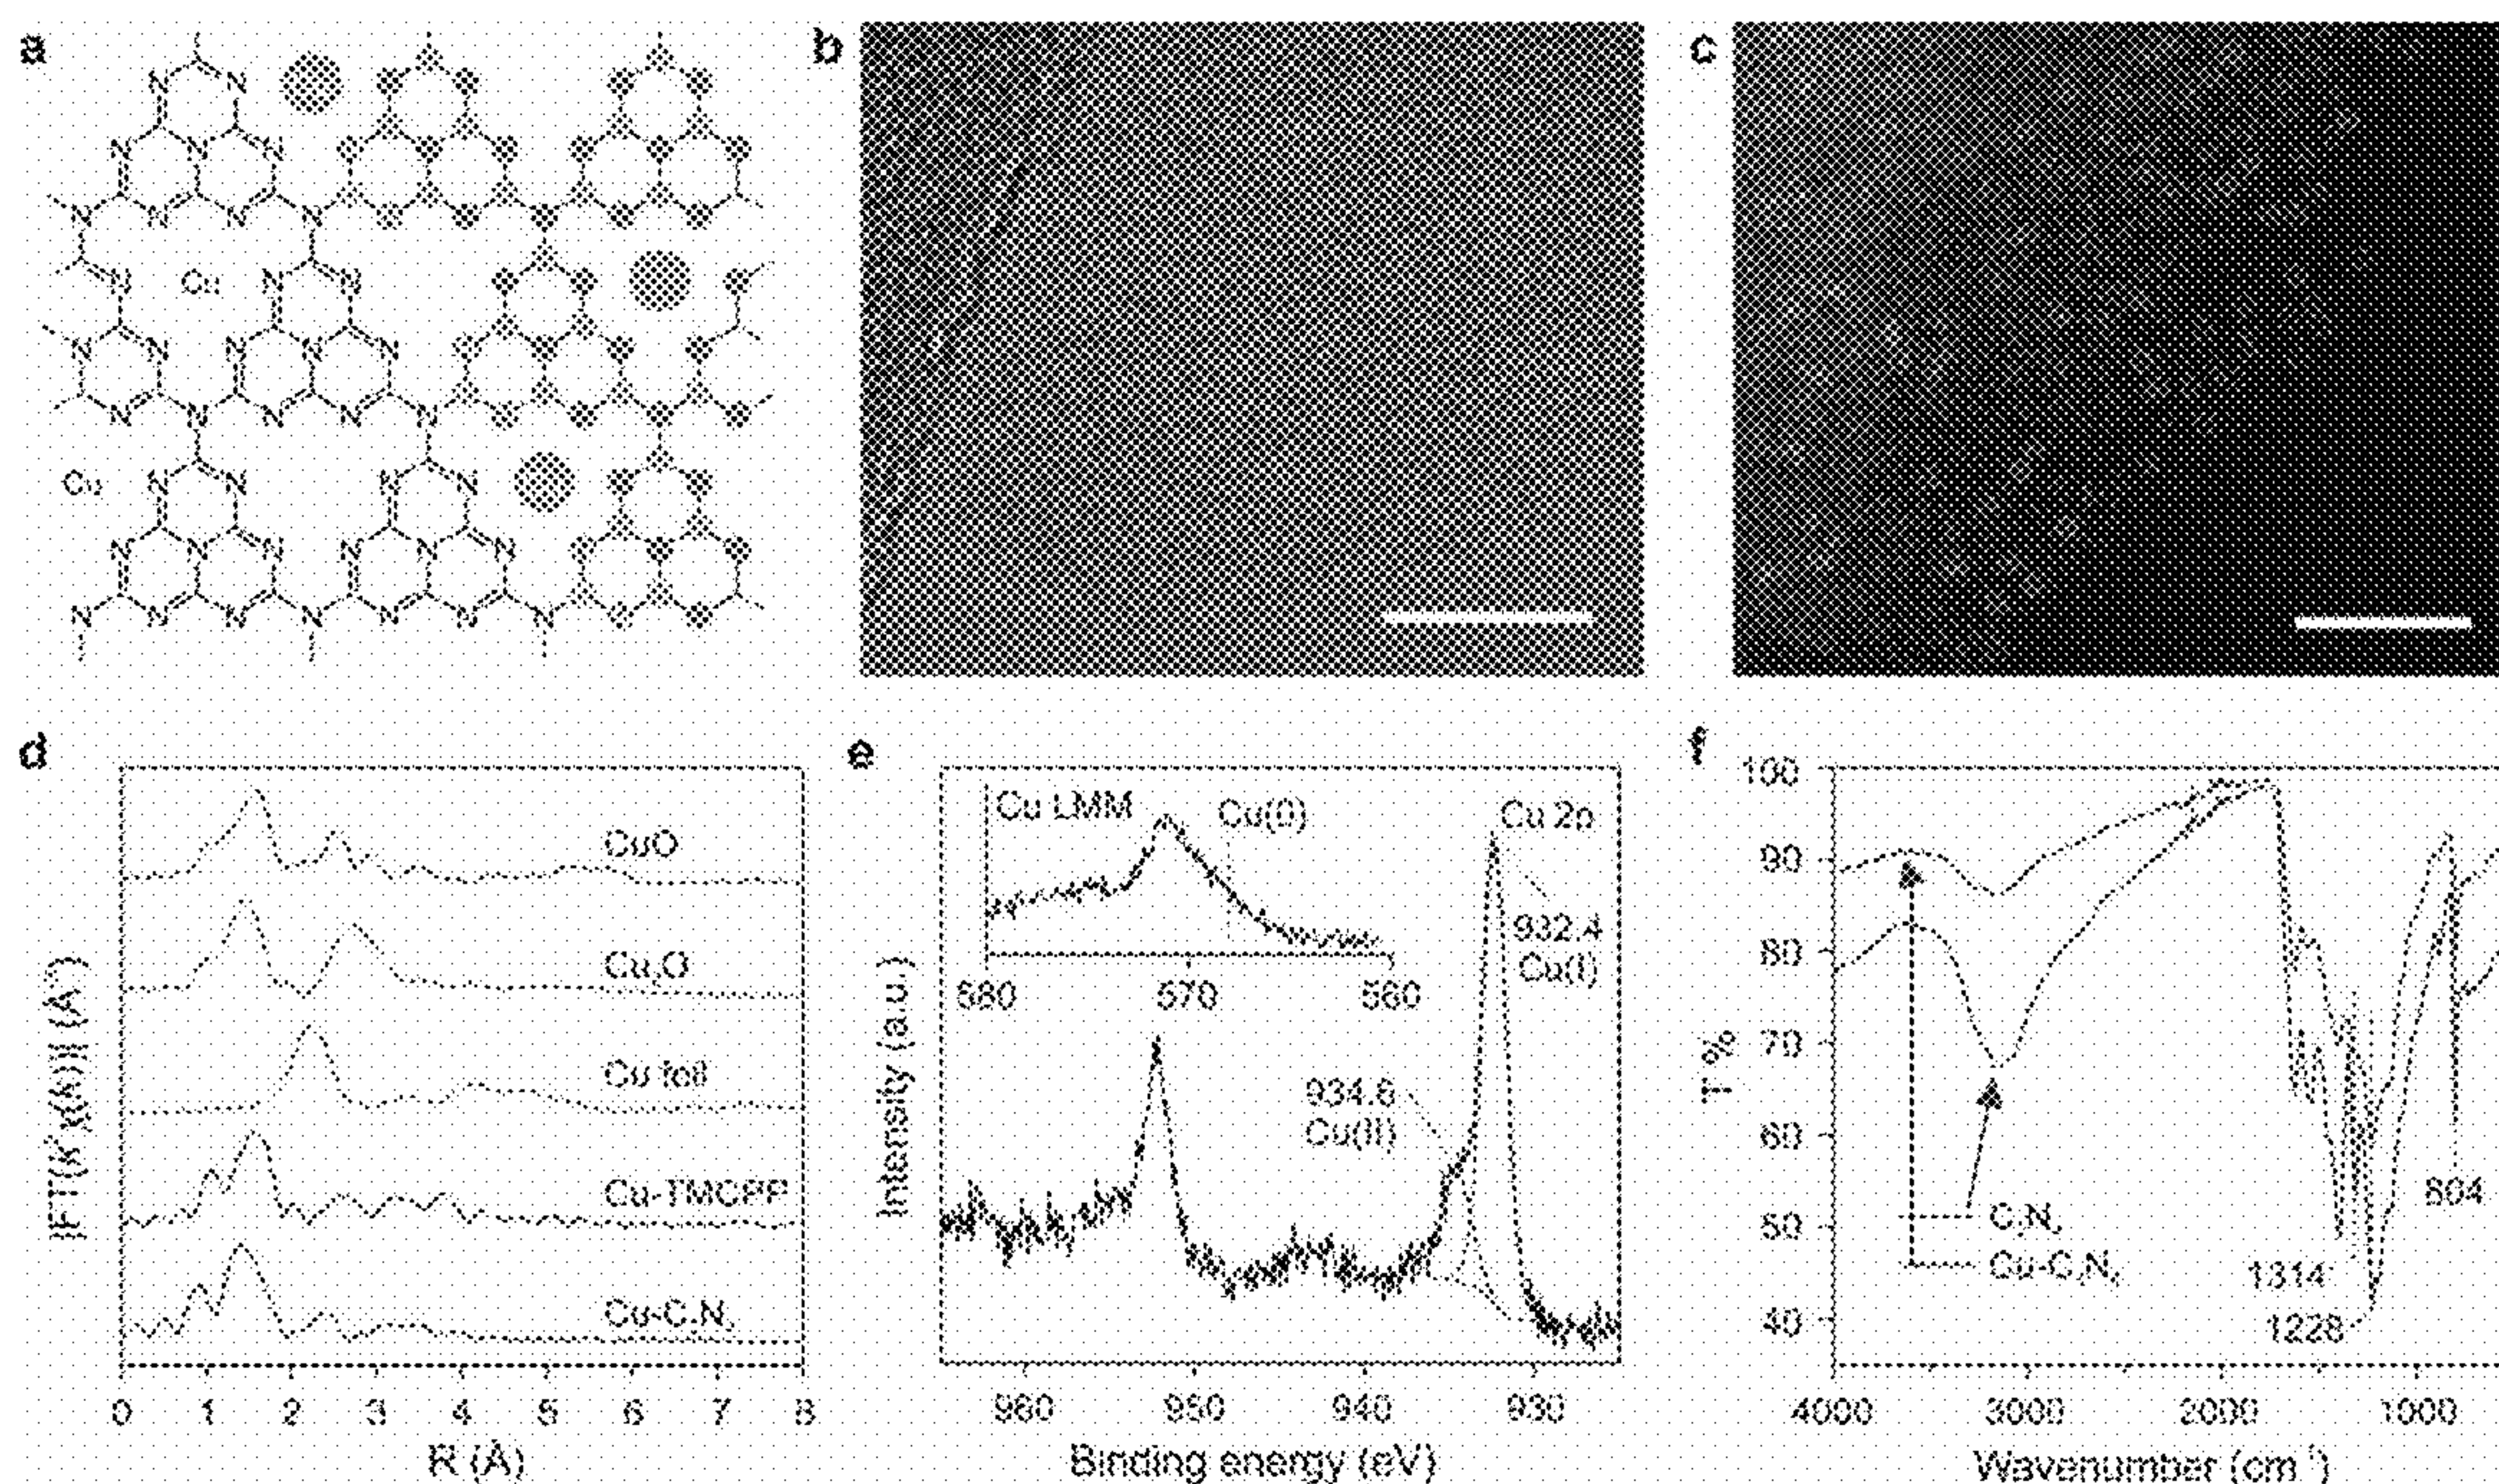 a
b
c
N N
N N N
N N N N
N Cu N N
N N N N N
N N N N N N
Cu N N N N
N N N N N N
N N N N N N N N
d
CuO
Cu₂O
Cu foil
Cu-TMCPP
Cu-C₃N₄
0 1 2 3 4 5 6 7 8
R (Å)
e
Cu LMM
Cu(0)
Cu 2p
932.4
Cu(I)
580 570 560
934.6
Cu(II)
Intensity (a.u.)
960 950 940 930
Binding energy (eV)
f
100
90
80
70
60
50
40
T %
C₃N₄
Cu-C₃N₄
804
1314
1228
4000 3000 2000 1000
Wavenumber (cm⁻¹)